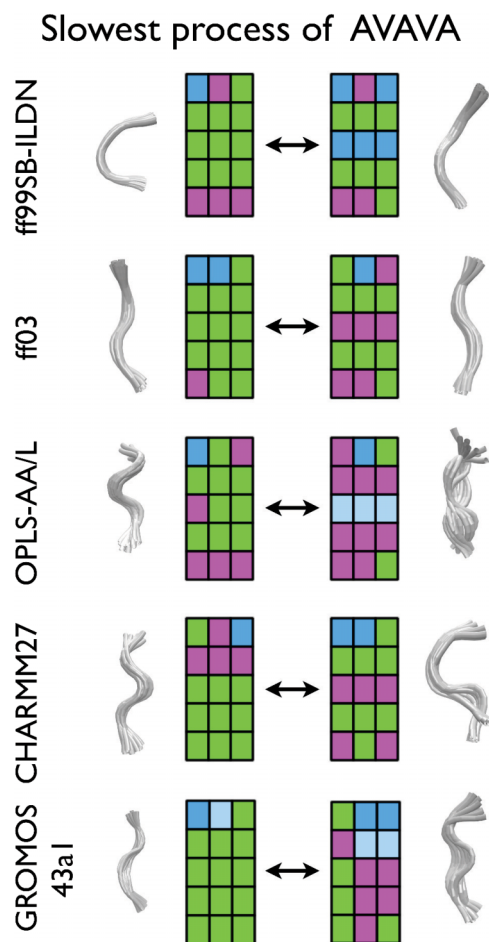 Slowest process of AVAVA
ff99SB-ILDN
ff03
OPLS-AA/L
CHARMM27
GROMOS
43a1